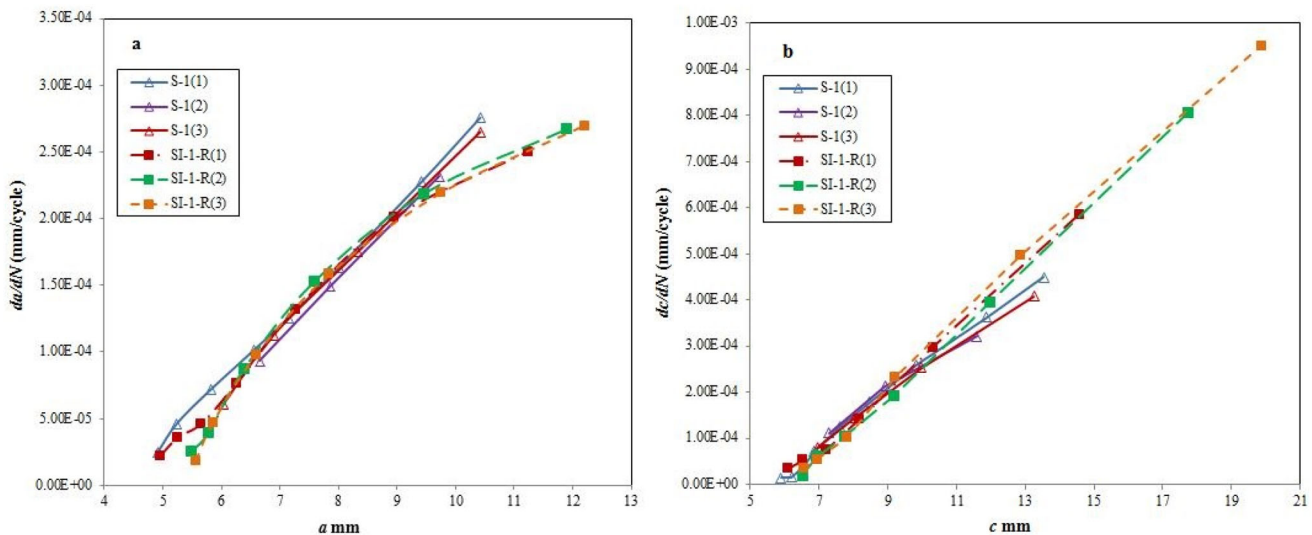 a
3.50E-04
3.00E-04
2.50E-04
2.00E-04
1.50E-04
1.00E-04
5.00E-05
0.00E+00
da/dN (mm/cycle)
S-1(1)
S-1(2)
S-1(3)
SI-1-R(1)
SI-1-R(2)
SI-1-R(3)
4 5 6 7 8 9 10 11 12 13
a mm
b
1.00E-03
9.00E-04
8.00E-04
7.00E-04
6.00E-04
5.00E-04
4.00E-04
3.00E-04
2.00E-04
1.00E-04
0.00E+00
dc/dN (mm/cycle)
S-1(1)
S-1(2)
S-1(3)
SI-1-R(1)
SI-1-R(2)
SI-1-R(3)
5 7 9 11 13 15 17 19 21
c mm